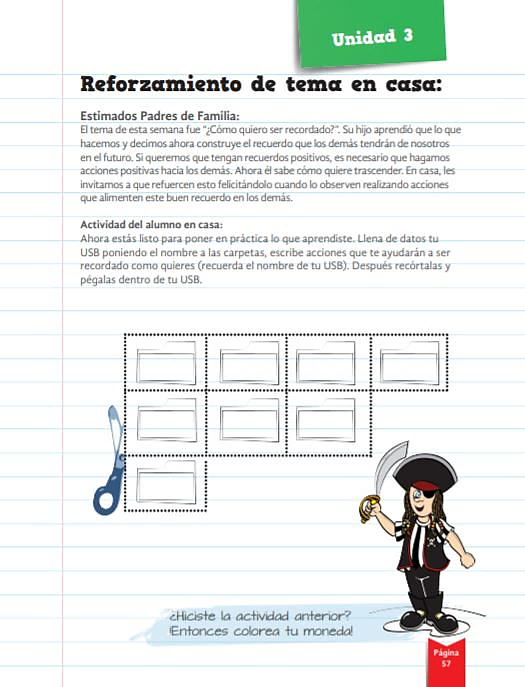 Unidad 3
Reforzamiento de tema en casa:
Estimados Padres de Familia:
El tema de esta semana fue “¿Cómo quiero ser recordado?”. Su hijo aprendió que lo que
hacemos y decimos ahora construye el recuerdo que los demás tendrán de nosotros
en el futuro. Si queremos que tengan recuerdos positivos, es necesario que hagamos
acciones positivas hacia los demás. Ahora él sabe cómo quiere trascender. En casa, les
invitamos a que refuercen esto felicitándolo cuando lo observen realizando acciones
que alimenten este buen recuerdo en los demás.
Actividad del alumno en casa:
Ahora estás listo para poner en práctica lo que aprendiste. Llena de datos tu
USB poniendo el nombre a las carpetas, escribe acciones que te ayudarán a ser
recordado como quieres (recuerda el nombre de tu USB). Después recórtalas y
pégalas dentro de tu USB.
¿Hiciste la actividad anterior?
¡Entonces colorea tu moneda!
Página
57